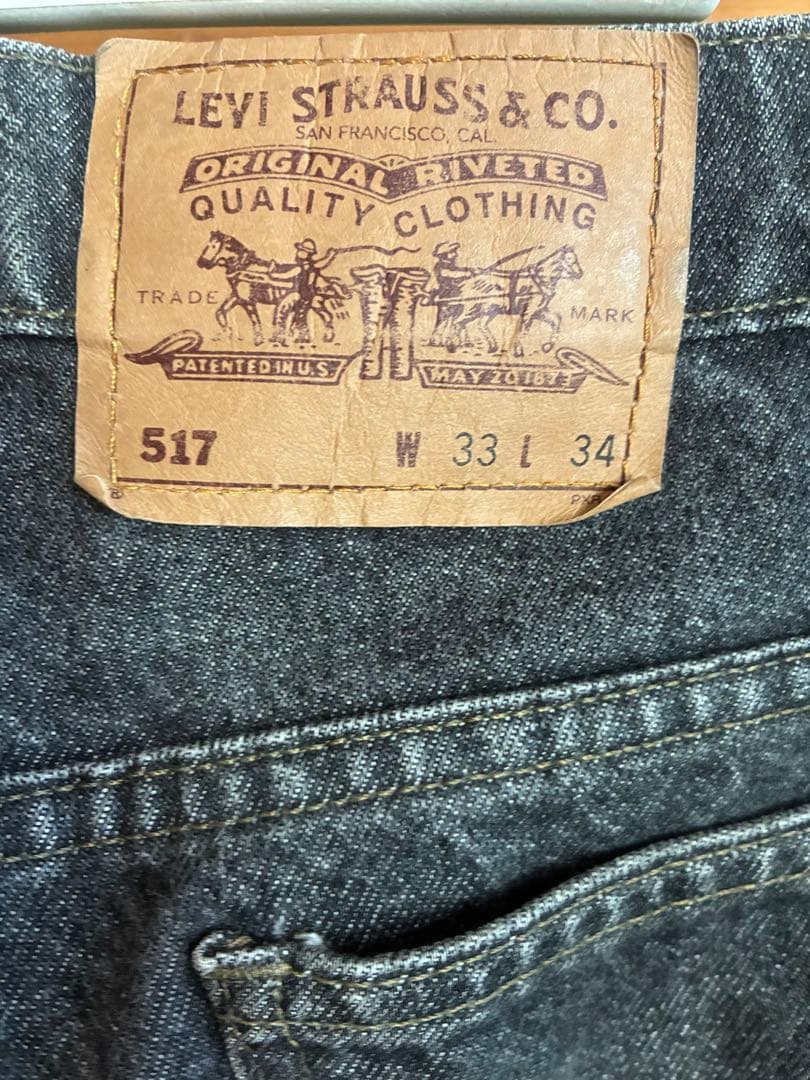 LEVI STRAUSS & CO.
SAN FRANCISCO, CAL.
ORIGINAL RIVETED
QUALITY CLOTHING
TRADE MARK
PATENTED IN U.S. MAY 20 1873
517 W 33 L 34
®